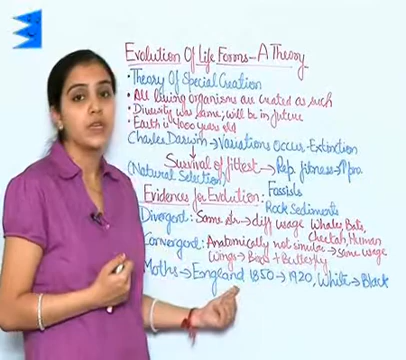 Evolution Of Life Forms - A Theory
• Theory Of Special Creation
• All living organisms are created as such
• Diversity was same; will be in future
• Earth is 4000 years old
Charles Darwin → Variations Occurs - Extinction
Survival of fittest → Rep. fitness →
(Natural Selection)
Evidence for Evolution: Fossils
Rock Sediments
Divergent: Some str → diff usage Whales, Bats,
Cheetah, Human
Convergent: Anatomically not similar → same usage
Wings → Birds + Butterfly
Moths → England 1850 → 1920, White → Black